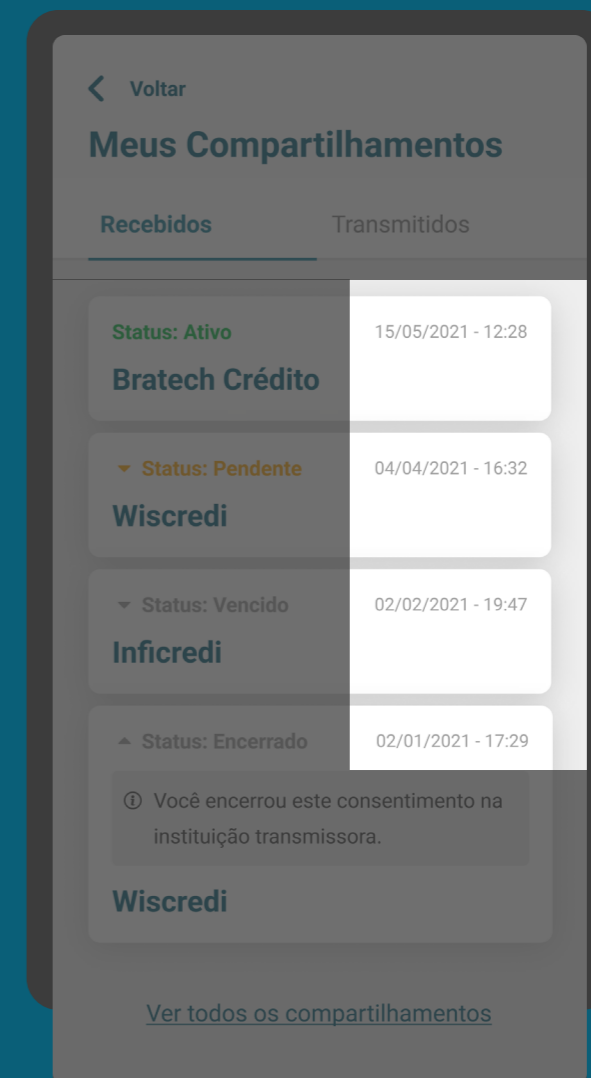 Voltar
Meus Compartilhamentos
Recebidos Transmitidos
Status: Ativo 15/05/2021 - 12:28
Bratech Crédito
Status: Pendente 04/04/2021 - 16:32
Wiscredi
Status: Vencido 02/02/2021 - 19:47
Inficredi
Status: Encerrado 02/01/2021 - 17:29
Você encerrou este consentimento na
instituição transmissora.
Wiscredi
Ver todos os compartilhamentos